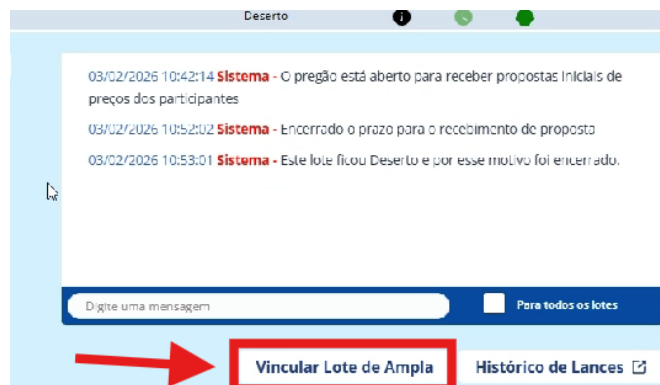 Deserto
03/02/2026 10:42:14 Sistema - O pregão está aberto para receber propostas iniciais de
preços dos participantes
03/02/2026 10:52:02 Sistema - Encerrado o prazo para o recebimento de proposta
03/02/2026 10:53:01 Sistema - Este lote ficou Deserto e por esse motivo foi encerrado.
Digite uma mensagem
Para todos os lotes
Vincular Lote de Ampla
Histórico de Lances